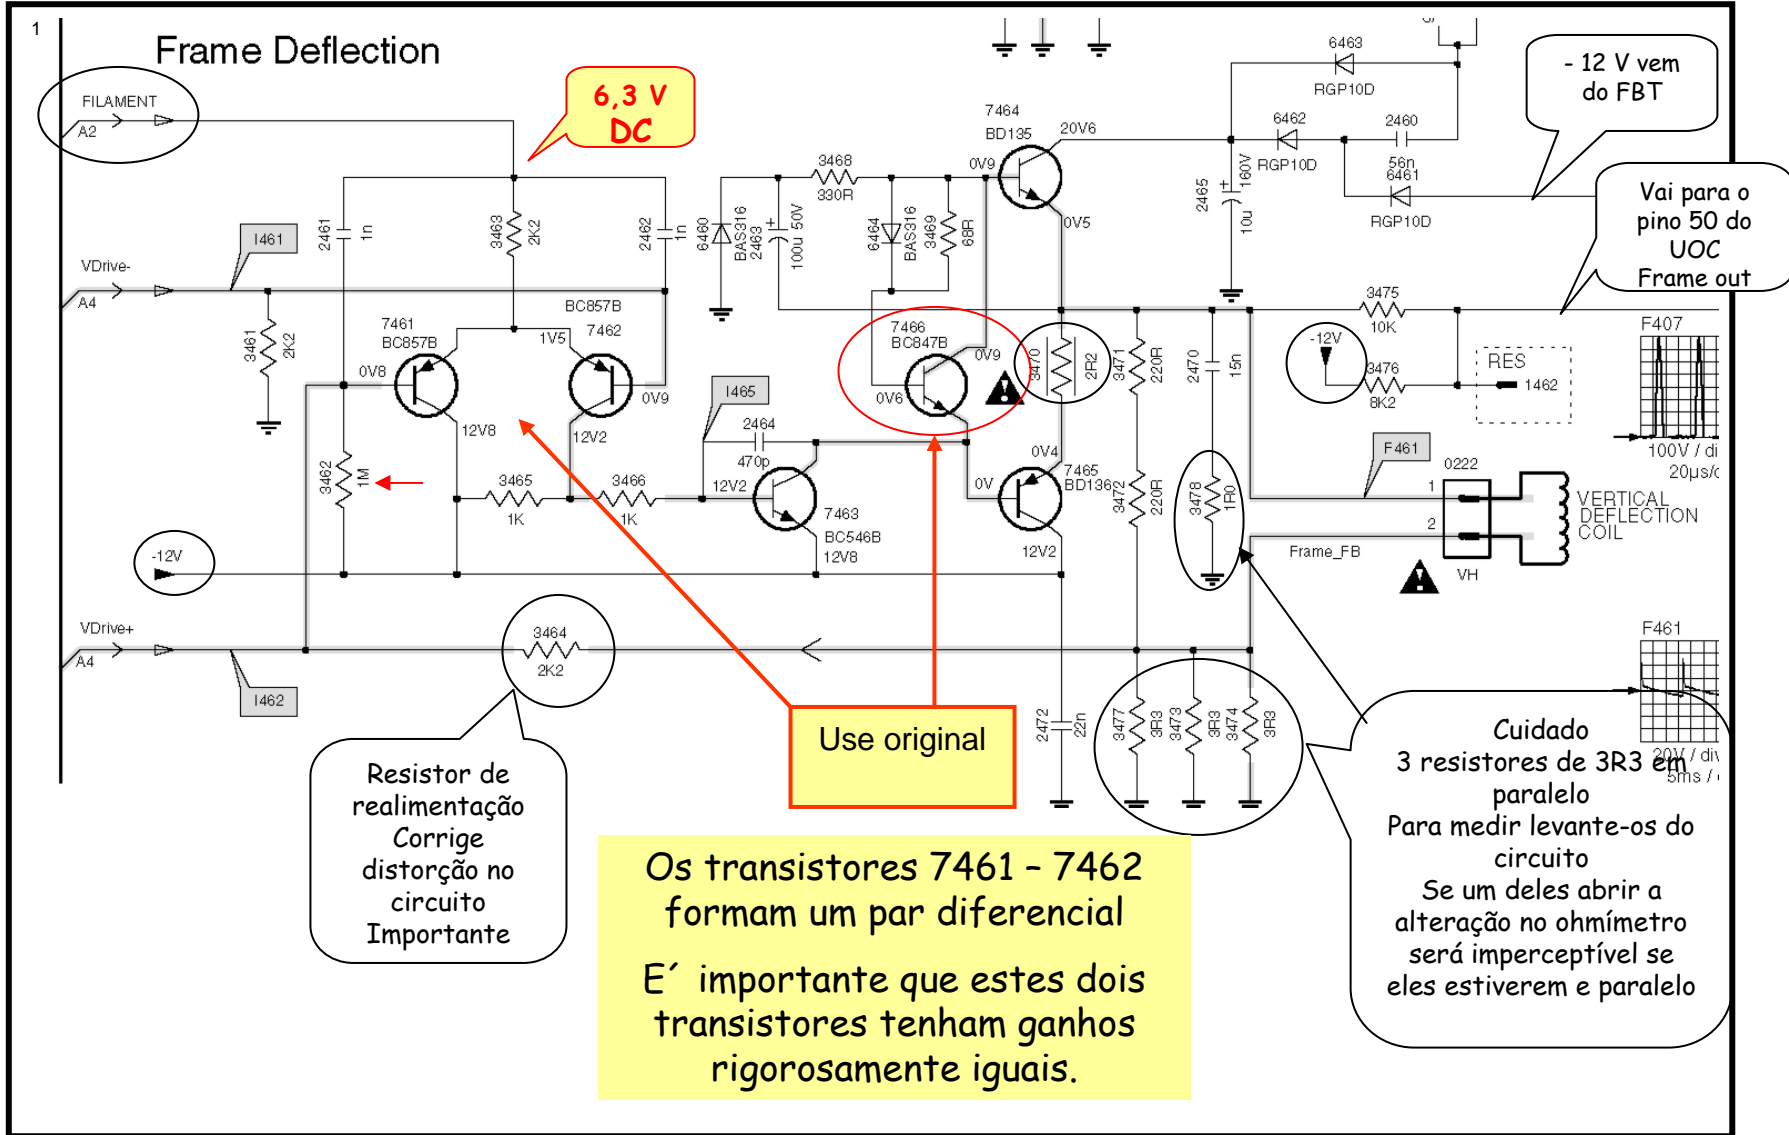 1
Frame Deflection
FILAMENT
A2
6,3 V
DC
- 12 V vem
do FBT
6463
RGP10D
7464
BD135
20V6
6462
RGP10D
2460
56n
6461
RGP10D
0V9
0V5
2465
160V
10u
Vai para o
pino 50 do
UOC
Frame out
3468
330R
2461
1n
3463
2K2
2462
1n
6460
BAS316
2463
100u 50V
6464
BAS316
3469
68R
I461
VDrive-
A4
3461
2K2
7461
BC857B
BC857B
7462
1V5
0V8
0V9
12V8
12V2
7466
BC847B
0V9
0V6
3470
2R2
3471
220R
2470
15n
3475
10K
-12V
3476
8K2
RES
1462
F407
100V / di
20µs/d
I465
2464
470p
3462
1M
3465
1K
3466
1K
12V2
7463
BC546B
12V8
0V4
0V
7465
BD136
12V2
3472
220R
3478
1R0
F461
0222
1
2
VH
VERTICAL
DEFLECTION
COIL
Frame_FB
-12V
VDrive+
A4
I462
3464
2K2
2472
22n
3477
3R3
3473
3R3
3474
3R3
F461
20V / div
5ms /
Use original
Resistor de
realimentação
Corrige
distorção no
circuito
Importante
Cuidado
3 resistores de 3R3 em
paralelo
Para medir levante-os do
circuito
Se um deles abrir a
alteração no ohmímetro
será imperceptível se
eles estiverem e paralelo
Os transistores 7461 – 7462
formam um par diferencial
E´ importante que estes dois
transistores tenham ganhos
rigorosamente iguais.